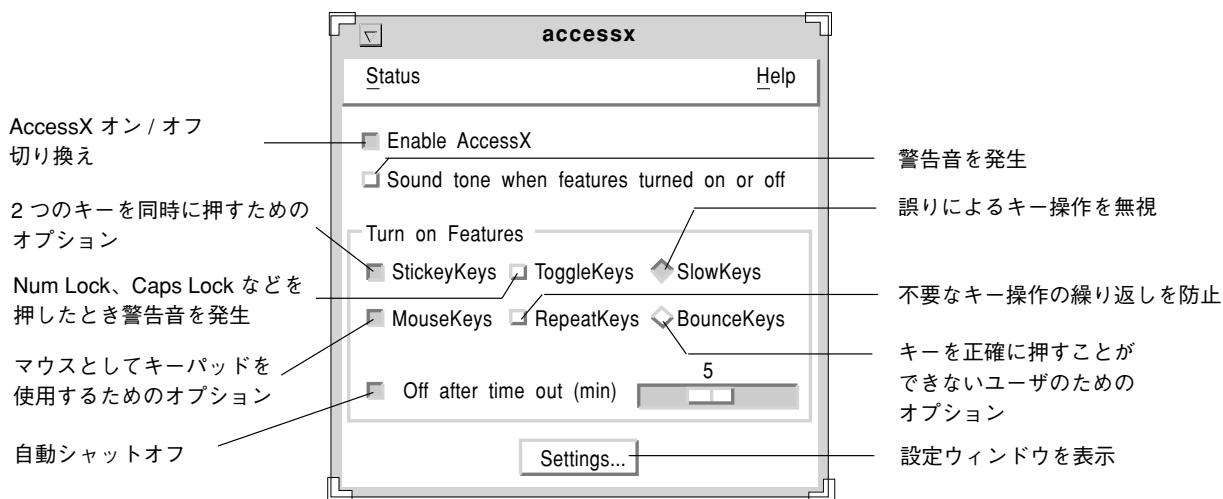 accessx
Status Help
AccessX オン / オフ
切り換え
2 つのキーを同時に押すための
オプション
Num Lock、Caps Lock などを
押したとき警告音を発生
マウスとしてキーパッドを
使用するためのオプション
自動シャットオフ
Enable AccessX
Sound tone when features turned on or off
Turn on Features
StickeyKeys ToggleKeys SlowKeys
MouseKeys RepeatKeys BounceKeys
5
Off after time out (min)
Settings...
警告音を発生
誤りによるキー操作を無視
不要なキー操作の繰り返しを防止
キーを正確に押すことが
できないユーザのための
オプション
設定ウィンドウを表示